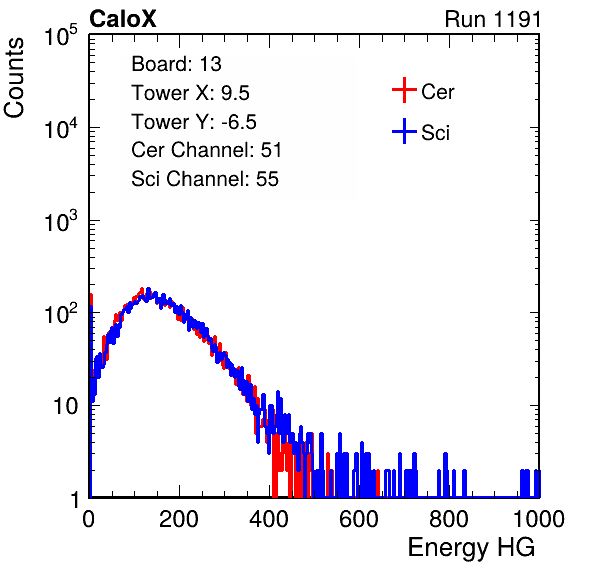 CaloX Run 1191
Counts
10^5
10^4
10^3
10^2
10
1
Board: 13
Tower X: 9.5
Tower Y: -6.5
Cer Channel: 51
Sci Channel: 55
Cer
Sci
0 200 400 600 800 1000
Energy HG